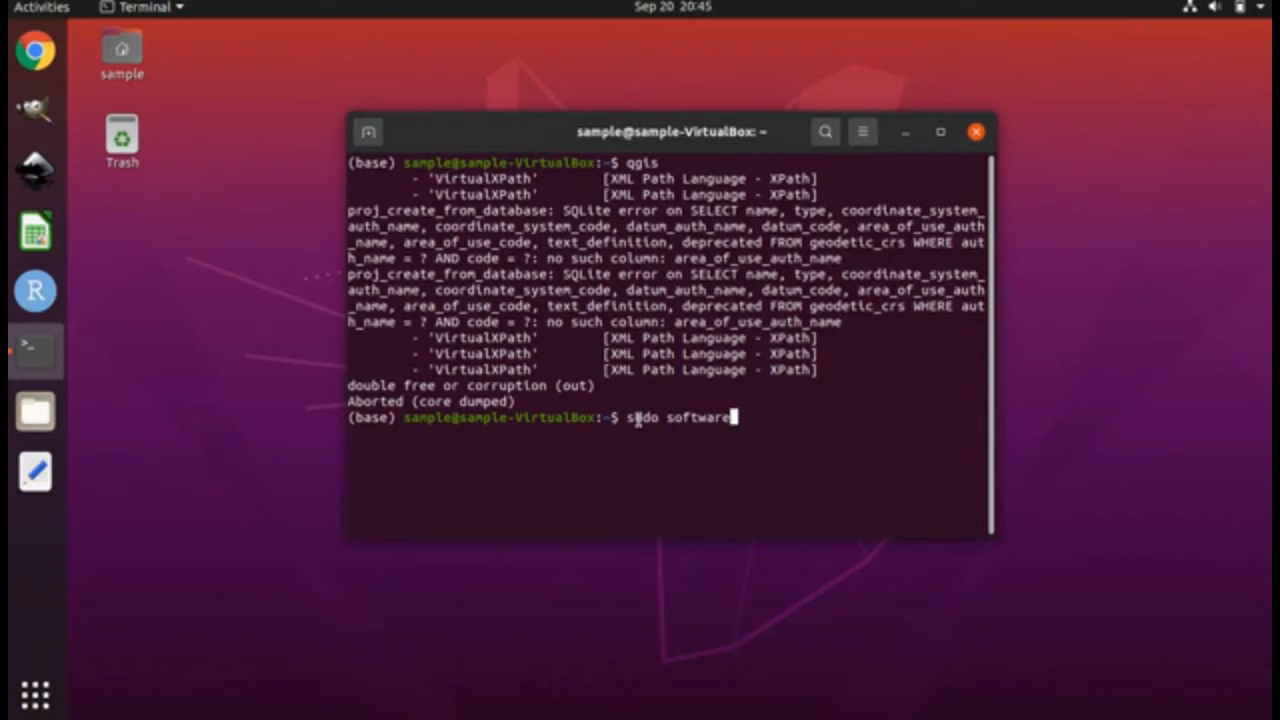 Activities
Terminal
Sep 20 20:45
sample
Trash
sample@sample-VirtualBox: ~
(base) sample@sample-VirtualBox:~$ qgis
- 'VirtualXPath' [XML Path Language - XPath]
- 'VirtualXPath' [XML Path Language - XPath]
proj_create_from_database: SQLite error on SELECT name, type, coordinate_system_
auth_name, coordinate_system_code, datum_auth_name, datum_code, area_of_use_auth
_name, area_of_use_code, text_definition, deprecated FROM geodetic_crs WHERE aut
h_name = ? AND code = ?: no such column: area_of_use_auth_name
proj_create_from_database: SQLite error on SELECT name, type, coordinate_system_
auth_name, coordinate_system_code, datum_auth_name, datum_code, area_of_use_auth
_name, area_of_use_code, text_definition, deprecated FROM geodetic_crs WHERE aut
h_name = ? AND code = ?: no such column: area_of_use_auth_name
- 'VirtualXPath' [XML Path Language - XPath]
- 'VirtualXPath' [XML Path Language - XPath]
- 'VirtualXPath' [XML Path Language - XPath]
double free or corruption (out)
Aborted (core dumped)
(base) sample@sample-VirtualBox:~$ sudo software
R